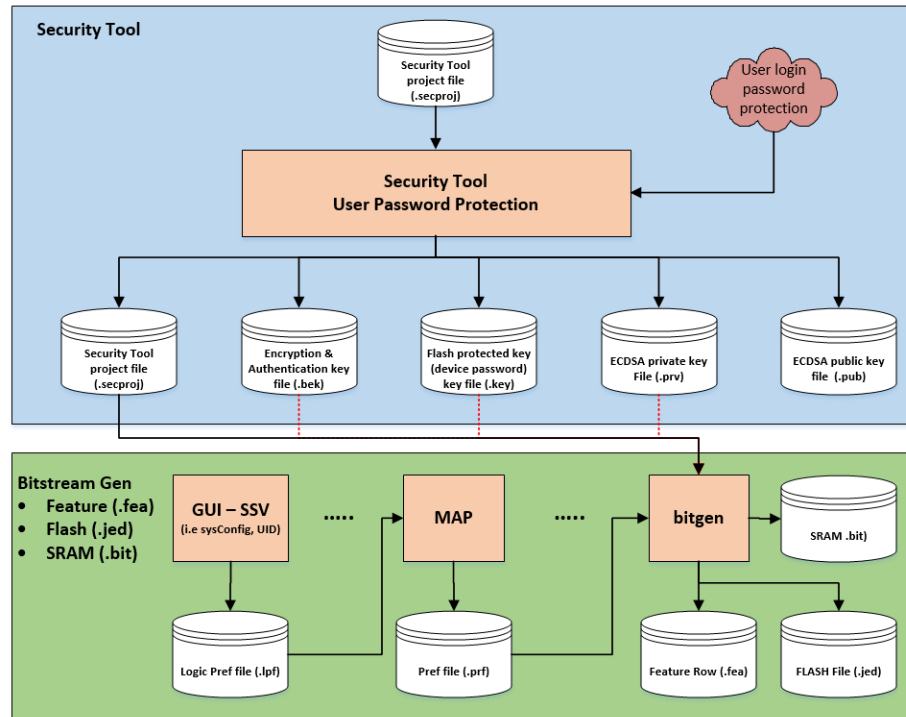 Security Tool
Security Tool
project file
(.secproj)
User login
password
protection
Security Tool
User Password Protection
Security Tool
project file
(.secproj)
Encryption &
Authentication key
file (.bek)
Flash protected key
(device password)
key file (.key)
ECDSA private key
File (.prv)
ECDSA public key
file (.pub)
Bitstream Gen
• Feature (.fea)
• Flash (.jed)
• SRAM (.bit)
GUI – SSV
(i.e sysConfig, UID)
.....
MAP
.....
bitgen
SRAM .bit)
Logic Pref file (.lpf)
Pref file (.prf)
Feature Row (.fea)
FLASH File (.jed)